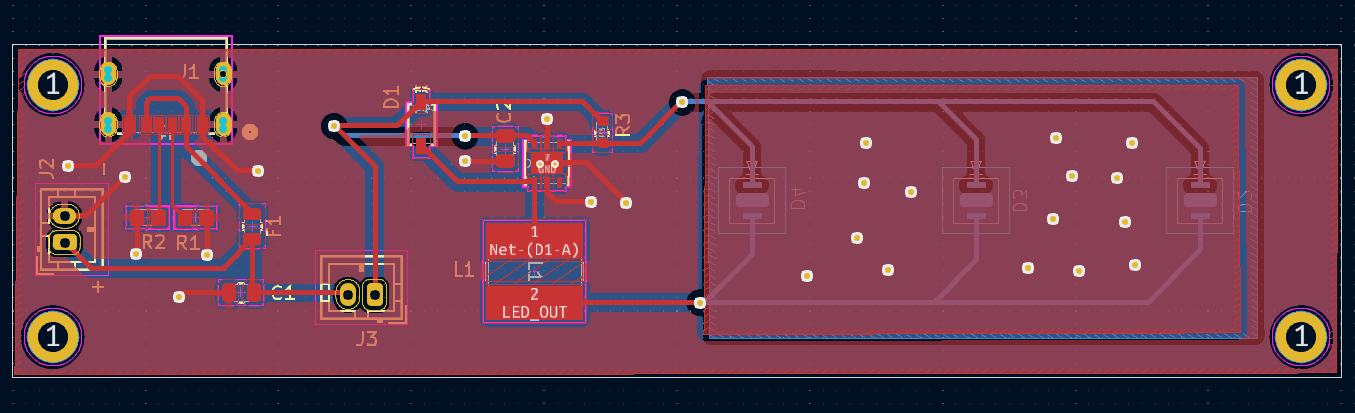 1
J1
D1
C2
R3
1
J2
-
GND
D4
D3
R2
R1
F1
1
Net-(D1-A)
L1
L1
2
LED_OUT
+
C1
J3
1
1